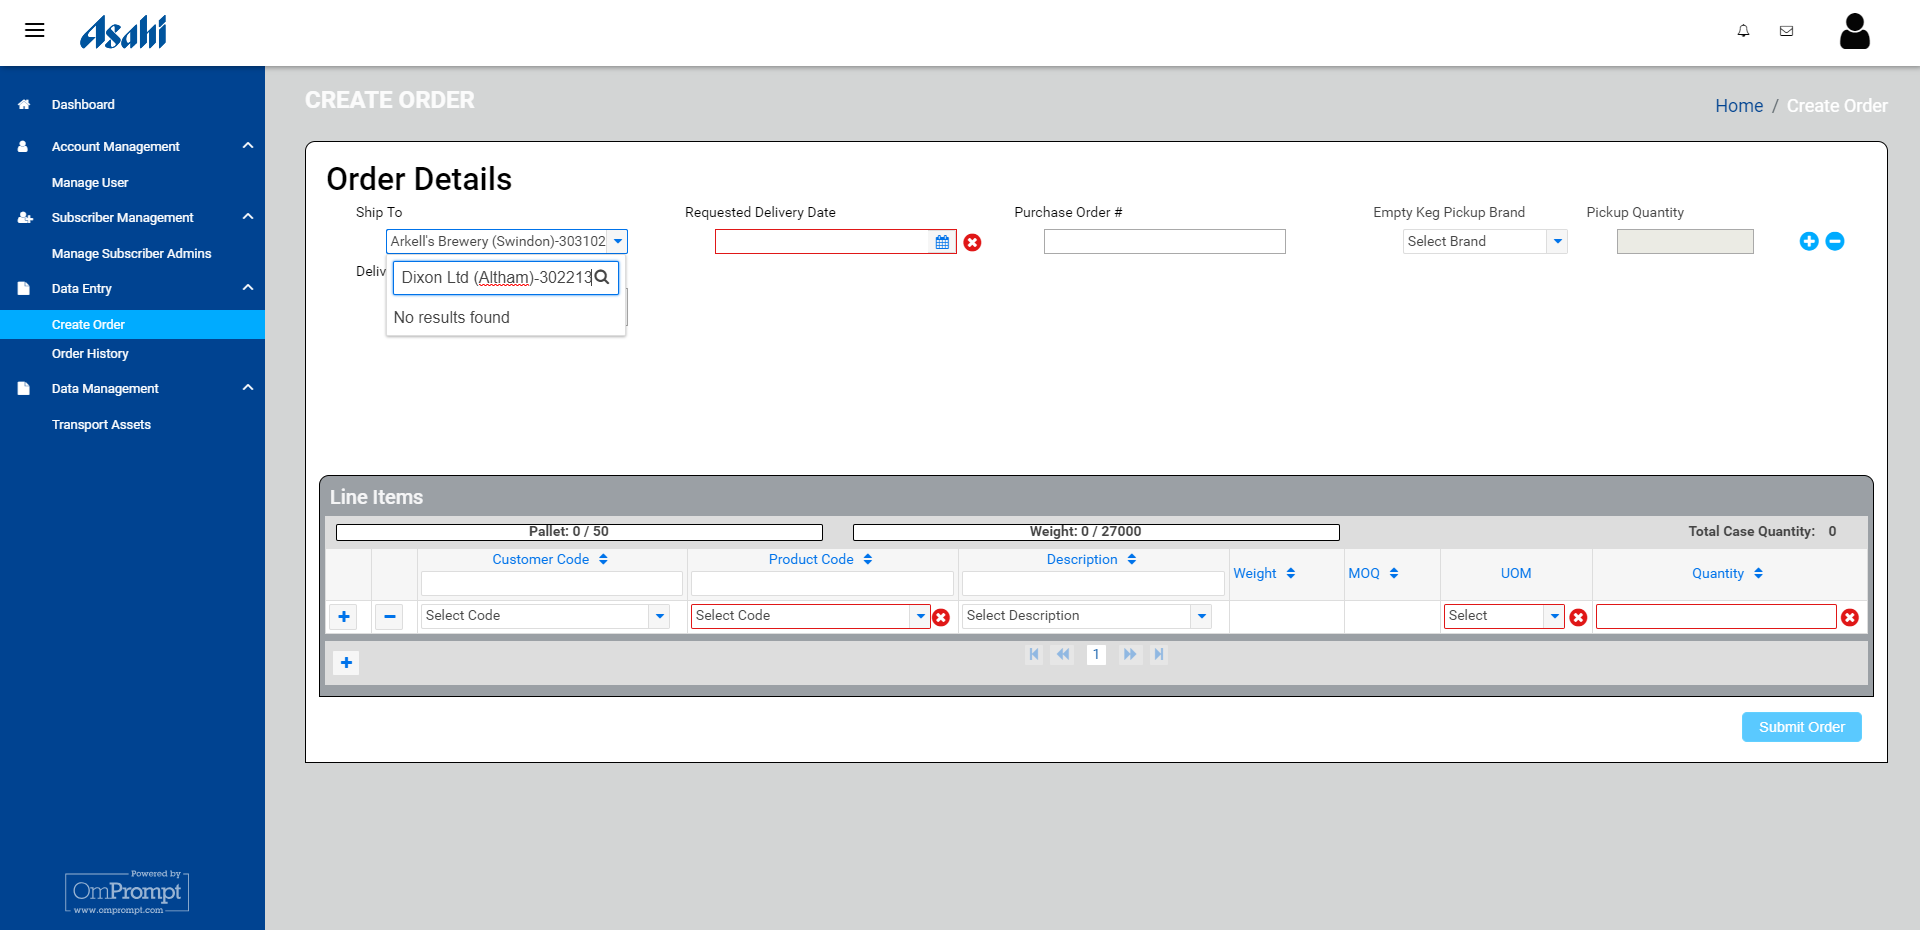 Asahi
Dashboard
Account Management
Manage User
Subscriber Management
Manage Subscriber Admins
Data Entry
Create Order
Order History
Data Management
Transport Assets
Powered by
OmPrompt
www.omprompt.com
CREATE ORDER
Home / Create Order
Order Details
Ship To
Requested Delivery Date
Purchase Order #
Empty Keg Pickup Brand
Pickup Quantity
Arkell's Brewery (Swindon)-303102
Select Brand
Deliv
Dixon Ltd (Altham)-302213
No results found
Line Items
Pallet: 0 / 50
Weight: 0 / 27000
Total Case Quantity: 0
Customer Code
Product Code
Description
Weight
MOQ
UOM
Quantity
Select Code
Select Code
Select Description
Select
1
Submit Order